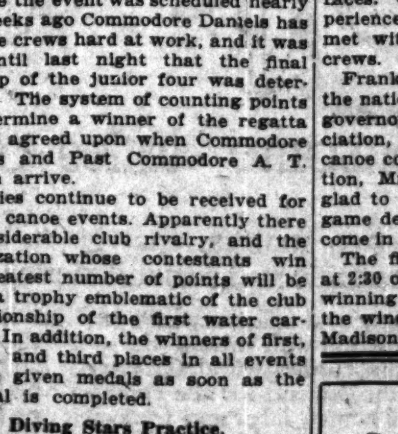 the event was scheduled nearly
eeks ago Commodore Daniels has
e crews hard at work, and it was
ntil last night that the final
p of the junior four was deter-
The system of counting points
ermine a winner of the regatta
agreed upon when Commodore
s and Past Commodore A. T.
arrive.
ies continue to be received for
canoe events. Apparently there
siderable club rivalry, and the
zation whose contestants win
eatest number of points will be
a trophy emblematic of the club
ionship of the first water car-
In addition, the winners of first,
and third places in all events
given medals as soon as the
al is completed.
Diving Stars Practice.
perience
met wit
crews.
Frank
the nati
governo
ciation,
canoe co
tion, M
glad to
game de
come in
The fi
at 2:30 o
winning
the wind
Madison